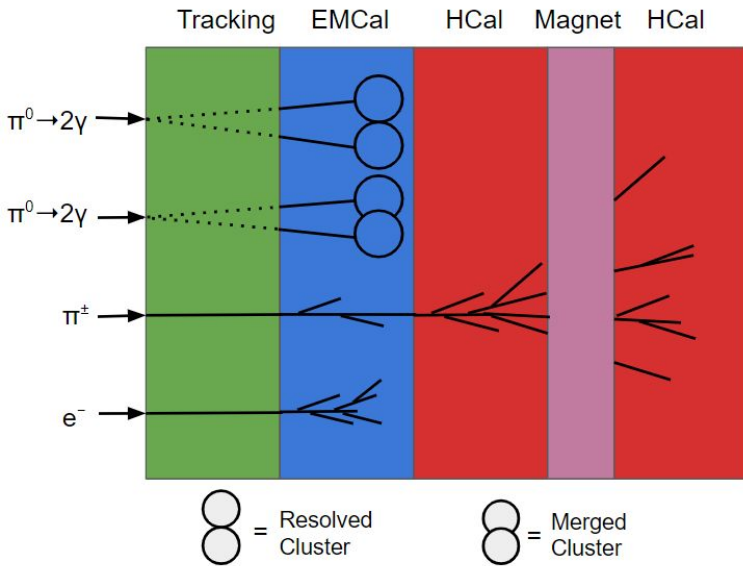 Tracking EMCal HCal Magnet HCal
π⁰→2γ
π⁰→2γ
π±
e⁻
= Resolved Cluster
= Merged Cluster